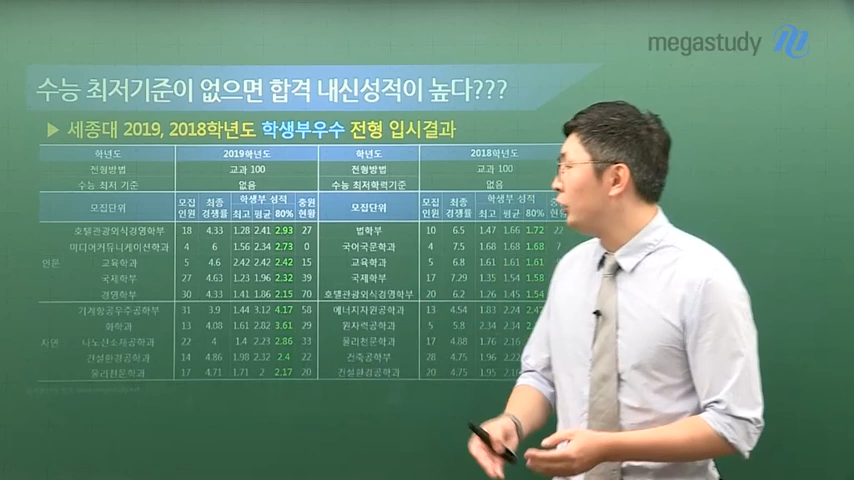 megastudy
수능 최저기준이 없으면 합격 내신성적이 높다???
▶ 세종대 2019, 2018학년도 학생부우수 전형 입시결과
학년도 2019학년도 학년도 2018학년도
전형방법 교과 100 전형방법 교과 100
수능 최저 기준 없음 수능 최저학력기준 없음
모집단위 모집인원 최종경쟁률 학생부 성적 최고 평균 80% 충원현황 모집단위 모집인원 최종경쟁률 학생부 성적 최고 평균 80%
호텔관광외식경영학부 18 4.33 1.28 2.41 2.93 27 법학부 10 6.5 1.47 1.66 1.72 22
미디어커뮤니케이션학과 4 6 1.56 2.34 2.73 0 국어국문학과 4 7.5 1.68 1.68 1.68 7
인문 교육학과 5 4.6 2.42 2.42 2.42 15 교육학과 5 6.8 1.61 1.61 1.61
국제학부 27 4.63 1.23 1.96 2.32 39 국제학부 17 7.29 1.35 1.54 1.58
경영학부 30 4.33 1.41 1.86 2.15 70 호텔관광외식경영학부 20 6.2 1.26 1.45 1.54
기계항공우주공학부 31 3.9 1.44 3.12 4.17 58 에너지자원공학과 13 4.54 1.83 2.24
화학과 13 4.08 1.61 2.82 3.61 29 원자력공학과 5 5.8 2.34 2.34
자연 나노신소재공학과 22 4 1.4 2.23 2.86 33 물리천문학과 17 4.88 1.76 2.16
건설환경공학과 14 4.86 1.98 2.32 2.4 22 건축공학부 28 4.75 1.96 2.22
물리천문학과 17 4.71 1.71 2 2.17 20 건설환경공학과 20 4.75 1.95